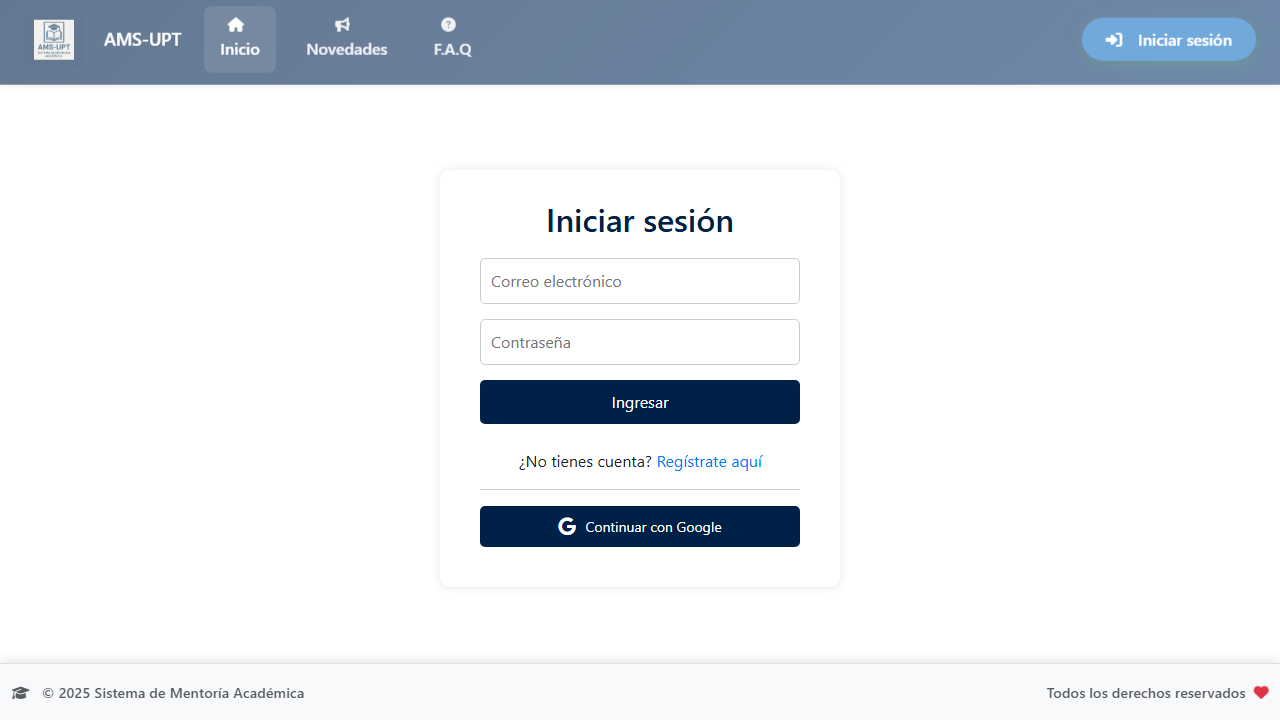 AMS-UPT
AMS-UPT
Inicio
Novedades
F.A.Q
Iniciar sesión
Iniciar sesión
Correo electrónico
Contraseña
Ingresar
¿No tienes cuenta? Regístrate aquí
Continuar con Google
© 2025 Sistema de Mentoría Académica
Todos los derechos reservados